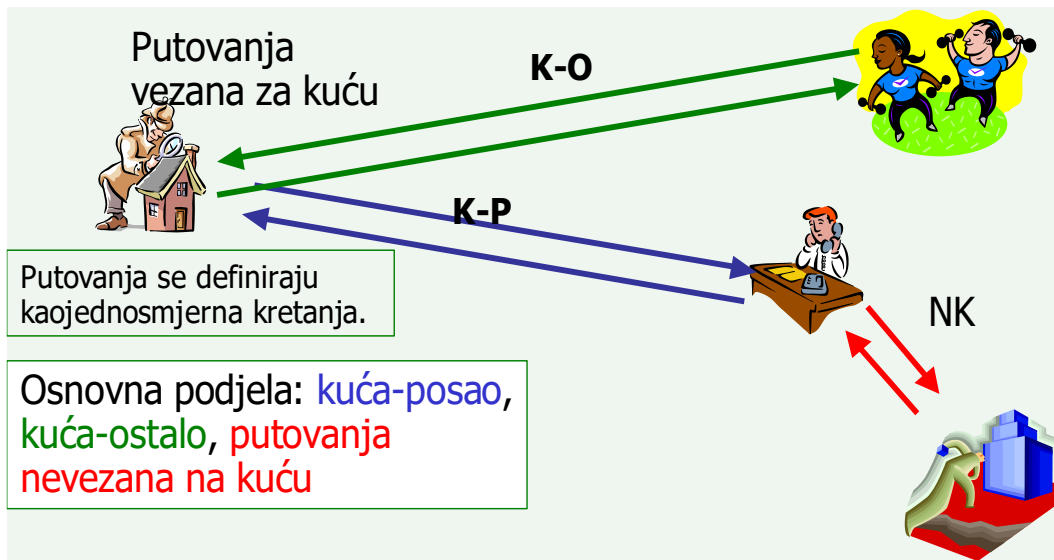 Putovanja
vezana za kuću
K-O
K-P
Putovanja se definiraju
kaojednosmjerna kretanja.
NK
Osnovna podjela: kuća-posao,
kuća-ostalo, putovanja
nevezana na kuću